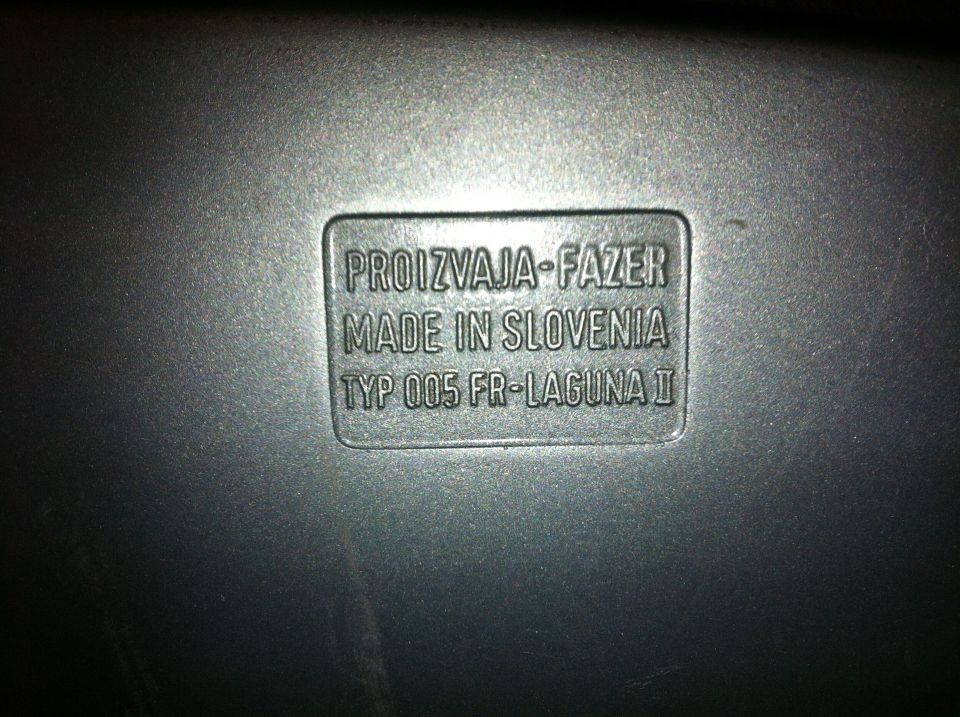 PROIZVAJA-FAZER
MADE IN SLOVENIA
TYP 005 FR-LAGUNA II